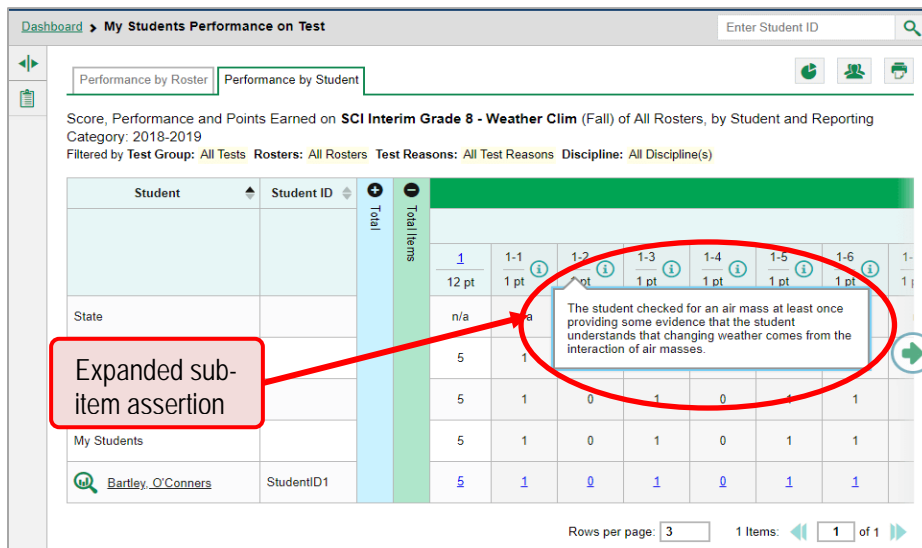 Dashboard > My Students Performance on Test
Enter Student ID
Performance by Roster
Performance by Student
Score, Performance and Points Earned on SCI Interim Grade 8 - Weather Clim (Fall) of All Rosters, by Student and Reporting
Category: 2018-2019
Filtered by Test Group: All Tests Rosters: All Rosters Test Reasons: All Test Reasons Discipline: All Discipline(s)
Student
Student ID
Total
Total Items
1 1-1 1-2 1-3 1-4 1-5 1-6 1-
12 pt 1 pt pt 1 pt 1 pt 1 pt 1 pt 1
The student checked for an air mass at least once
providing some evidence that the student
understands that changing weather comes from the
interaction of air masses.
State n/a a
5 1
5 1 0 1 0 1 1
My Students 5 1 0 1 0 1 1
Bartley, O'Conners StudentID1 5 1 0 1 0 1 1
Expanded sub-
item assertion
Rows per page: 3 1 Items: 1 of 1